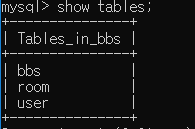 mysql> show tables;
+---------------+
| Tables_in_bbs |
+---------------+
| bbs           |
| room          |
| user          |
+---------------+